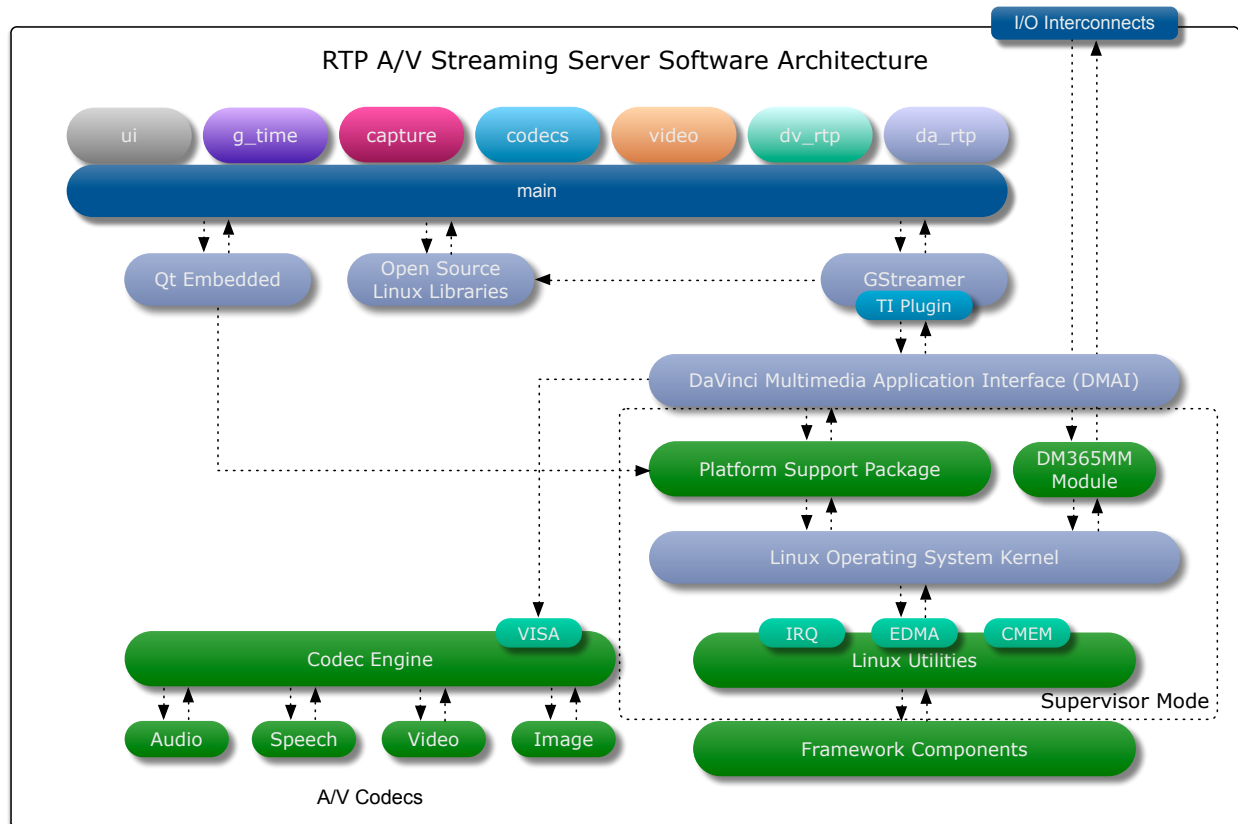 I/O Interconnects
RTP A/V Streaming Server Software Architecture
ui
g_time
capture
codecs
video
dv_rtp
da_rtp
main
Qt Embedded
Open Source
Linux Libraries
GStreamer
TI Plugin
DaVinci Multimedia Application Interface (DMAI)
Platform Support Package
DM365MM
Module
Linux Operating System Kernel
VISA
IRQ
EDMA
CMEM
Codec Engine
Linux Utilities
Supervisor Mode
Audio
Speech
Video
Image
Framework Components
A/V Codecs